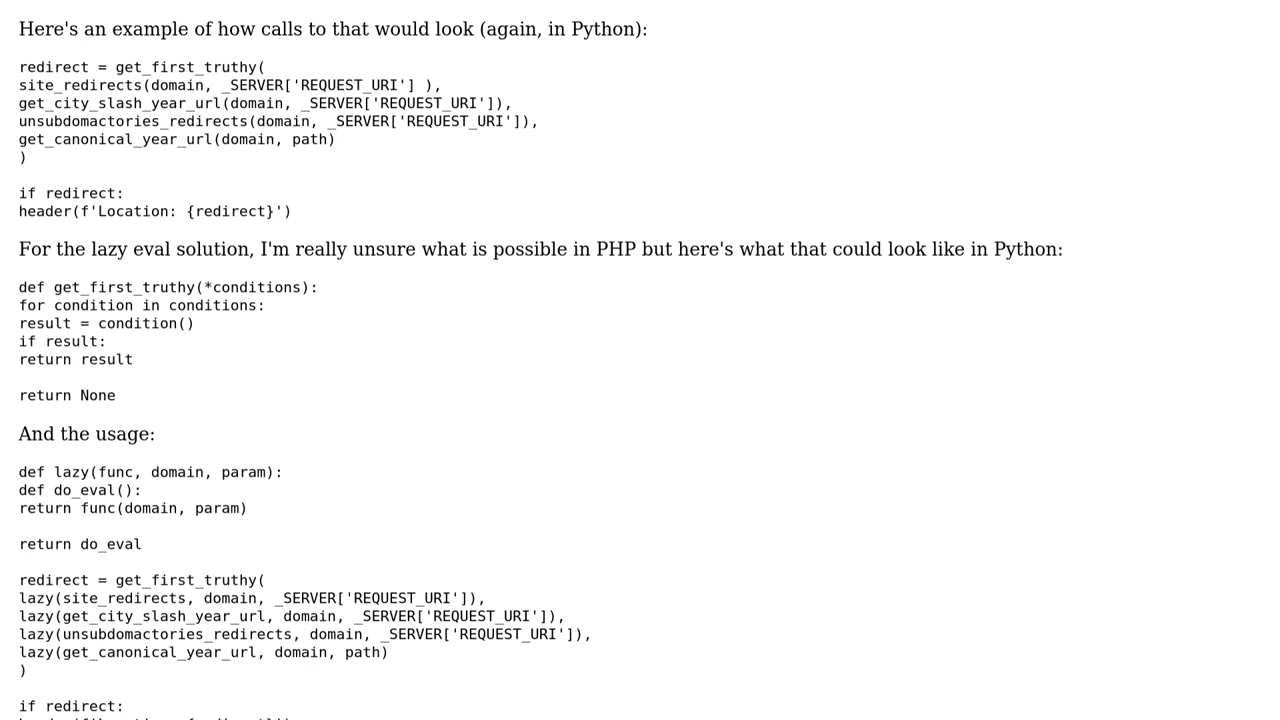 Here's an example of how calls to that would look (again, in Python):
redirect = get_first_truthy(
site_redirects(domain, _SERVER['REQUEST_URI'] ),
get_city_slash_year_url(domain, _SERVER['REQUEST_URI']),
unsubdomactories_redirects(domain, _SERVER['REQUEST_URI']),
get_canonical_year_url(domain, path)
)
if redirect:
header(f'Location: {redirect}')
For the lazy eval solution, I'm really unsure what is possible in PHP but here's what that could look like in Python:
def get_first_truthy(*conditions):
for condition in conditions:
result = condition()
if result:
return result
return None
And the usage:
def lazy(func, domain, param):
def do_eval():
return func(domain, param)
return do_eval
redirect = get_first_truthy(
lazy(site_redirects, domain, _SERVER['REQUEST_URI']),
lazy(get_city_slash_year_url, domain, _SERVER['REQUEST_URI']),
lazy(unsubdomactories_redirects, domain, _SERVER['REQUEST_URI']),
lazy(get_canonical_year_url, domain, path)
)
if redirect: